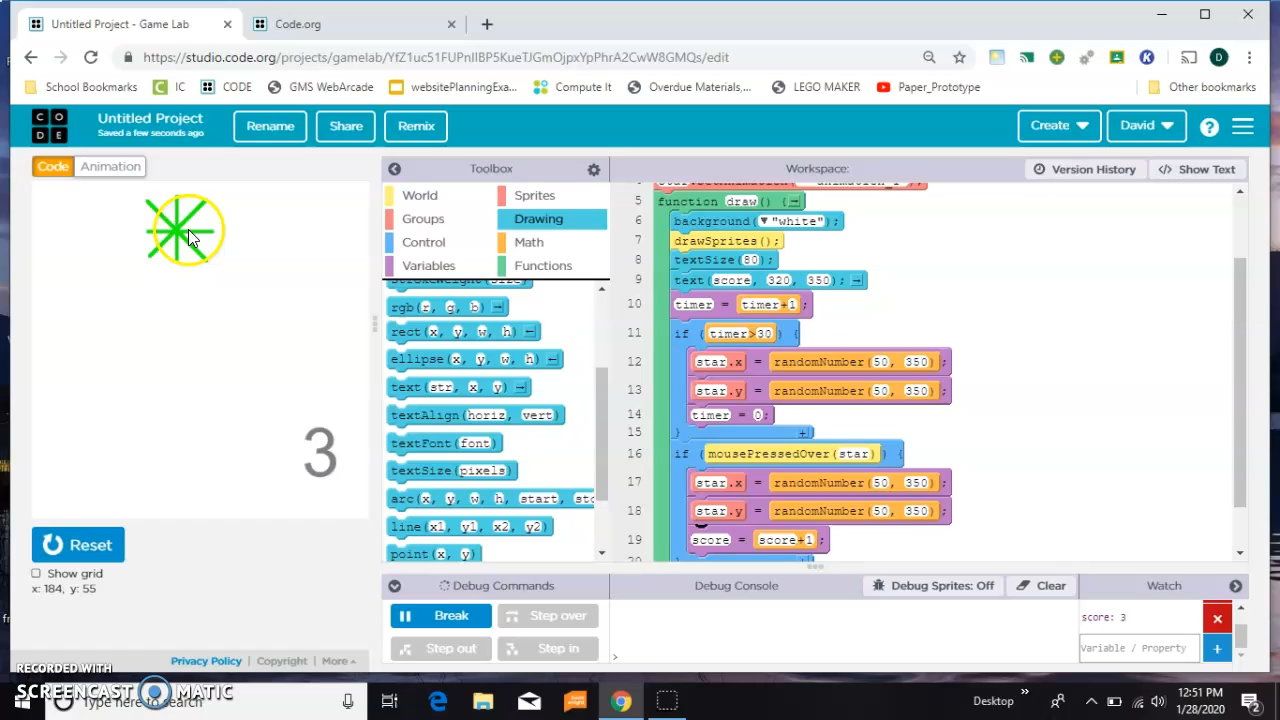 Untitled Project - Game Lab
Code.org
https://studio.code.org/projects/gamelab/YfZ1uc51FUPnIlBP5KueTJGmOjpxYpPhrA2CwW8GMQs/edit
School Bookmarks
IC
CODE
GMS WebArcade
websitePlanningExa...
Compute It
Overdue Materials,...
LEGO MAKER
Paper_Prototype
Other Bookmarks
C O D E
Untitled Project
Saved a few seconds ago
Rename
Share
Remix
Create
David
?
Code
Animation
Toolbox
Workspace:
Version History
</> Show Text
World
Sprites
Groups
Drawing
Control
Math
Variables
Functions
rgb(r, g, b)
rect(x, y, w, h)
ellipse(x, y, w, h)
text(str, x, y)
textAlign(horiz, vert)
textFont(font)
textSize(pixels)
arc(x, y, w, h, start, sto
line(x1, y1, x2, y2)
point(x, y)
5 function draw() {
6 background("white");
7 drawSprites();
8 textSize(80);
9 text(score, 320, 350);
10 timer = timer+1;
11 if (timer>30) {
12 star.x = randomNumber(50, 350);
13 star.y = randomNumber(50, 350);
14 timer = 0;
15 }
16 if (mousePressedOver(star)) {
17 star.x = randomNumber(50, 350);
18 star.y = randomNumber(50, 350);
19 score = score+1;
20 }
3
Reset
Show grid
x: 184, y: 55
Debug Commands
Debug Console
Debug Sprites: Off
Clear
Watch
Break
Step over
Step out
Step in
>
score: 3
Variable / Property
Privacy Policy
Copyright
More
RECORDED WITH
SCREENCAST MATIC
Type here to search
Desktop
12:51 PM
1/28/2020
2